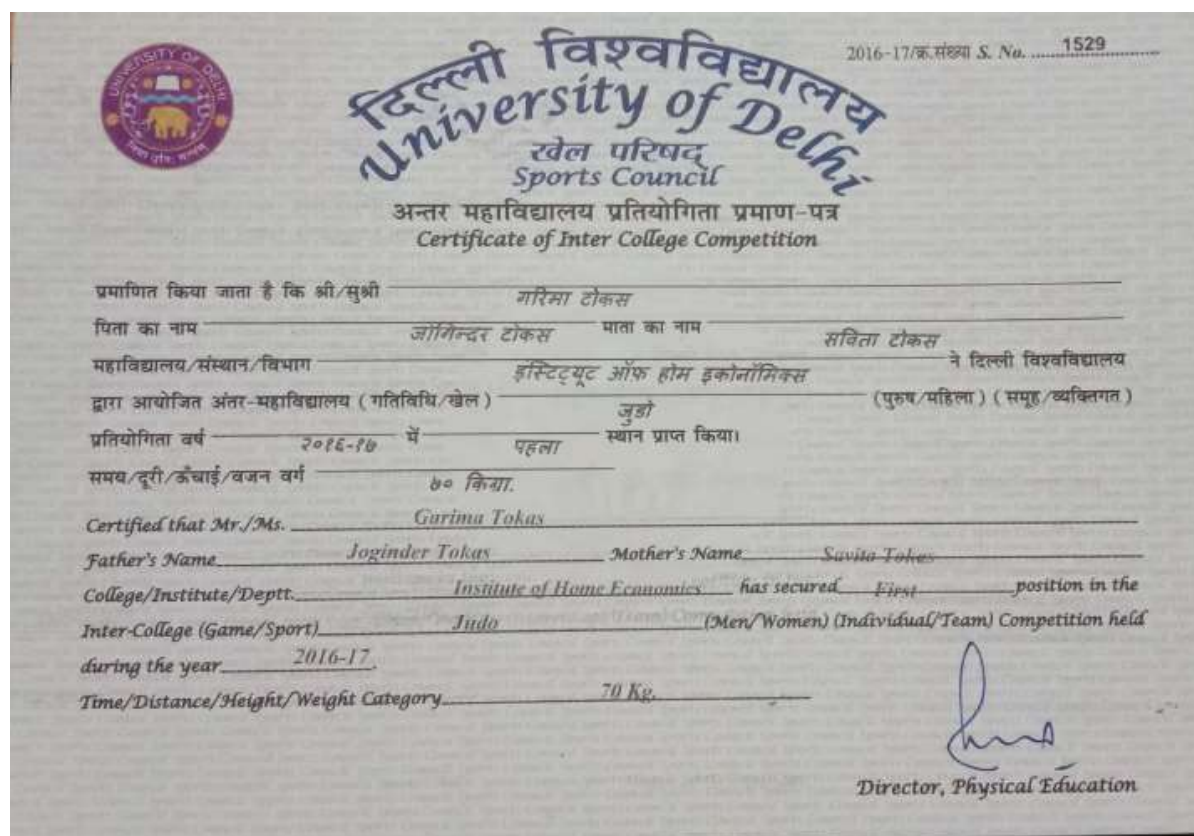 2016-17/क्र.संख्या S. No. 1529
UNIVERSITY OF DELHI
दिल्ली विश्वविद्यालय
University of Delhi
खेल परिषद्
Sports Council
अन्तर महाविद्यालय प्रतियोगिता प्रमाण-पत्र
Certificate of Inter College Competition
प्रमाणित किया जाता है कि श्री/सुश्री गरिमा टोकस
पिता का नाम जोगिन्दर टोकस माता का नाम सविता टोकस
महाविद्यालय/संस्थान/विभाग इंस्टिट्यूट ऑफ़ होम इकोनॉमिक्स ने दिल्ली विश्वविद्यालय
द्वारा आयोजित अंतर-महाविद्यालय (गतिविधि/खेल) जुडो (पुरुष/महिला) (समूह/व्यक्तिगत)
प्रतियोगिता वर्ष २०१६-१७ में पहला स्थान प्राप्त किया।
समय/दूरी/ऊँचाई/वजन वर्ग ७० किग्रा.
Certified that Mr./Ms. Garima Tokas
Father's Name Joginder Tokas Mother's Name Savita Tokas
College/Institute/Deptt. Institute of Home Economics has secured First position in the
Inter-College (Game/Sport) Judo (Men/Women) (Individual/Team) Competition held
during the year 2016-17.
Time/Distance/Height/Weight Category 70 Kg.
Director, Physical Education